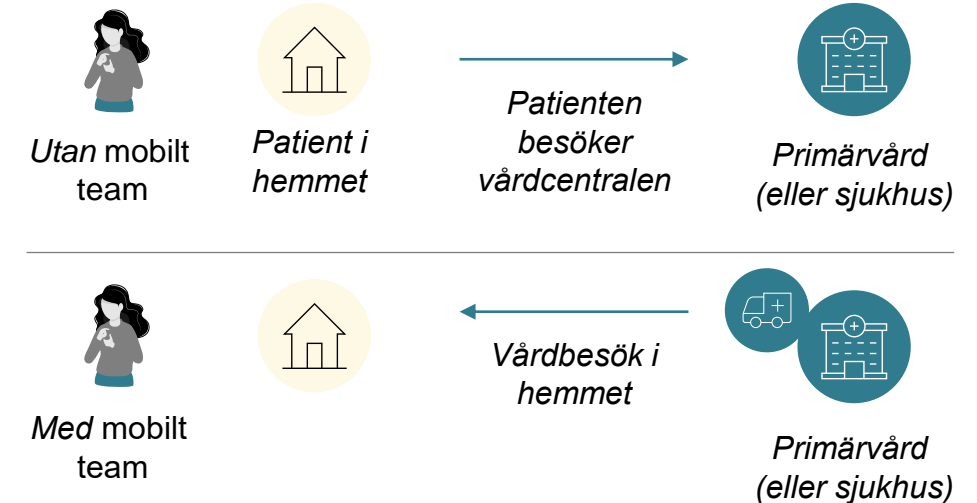 Utan mobilt
team
Patient i
hemmet
Patienten
besöker
vårdcentralen
Primärvård
(eller sjukhus)
Med mobilt
team
Vårdbesök i
hemmet
Primärvård
(eller sjukhus)